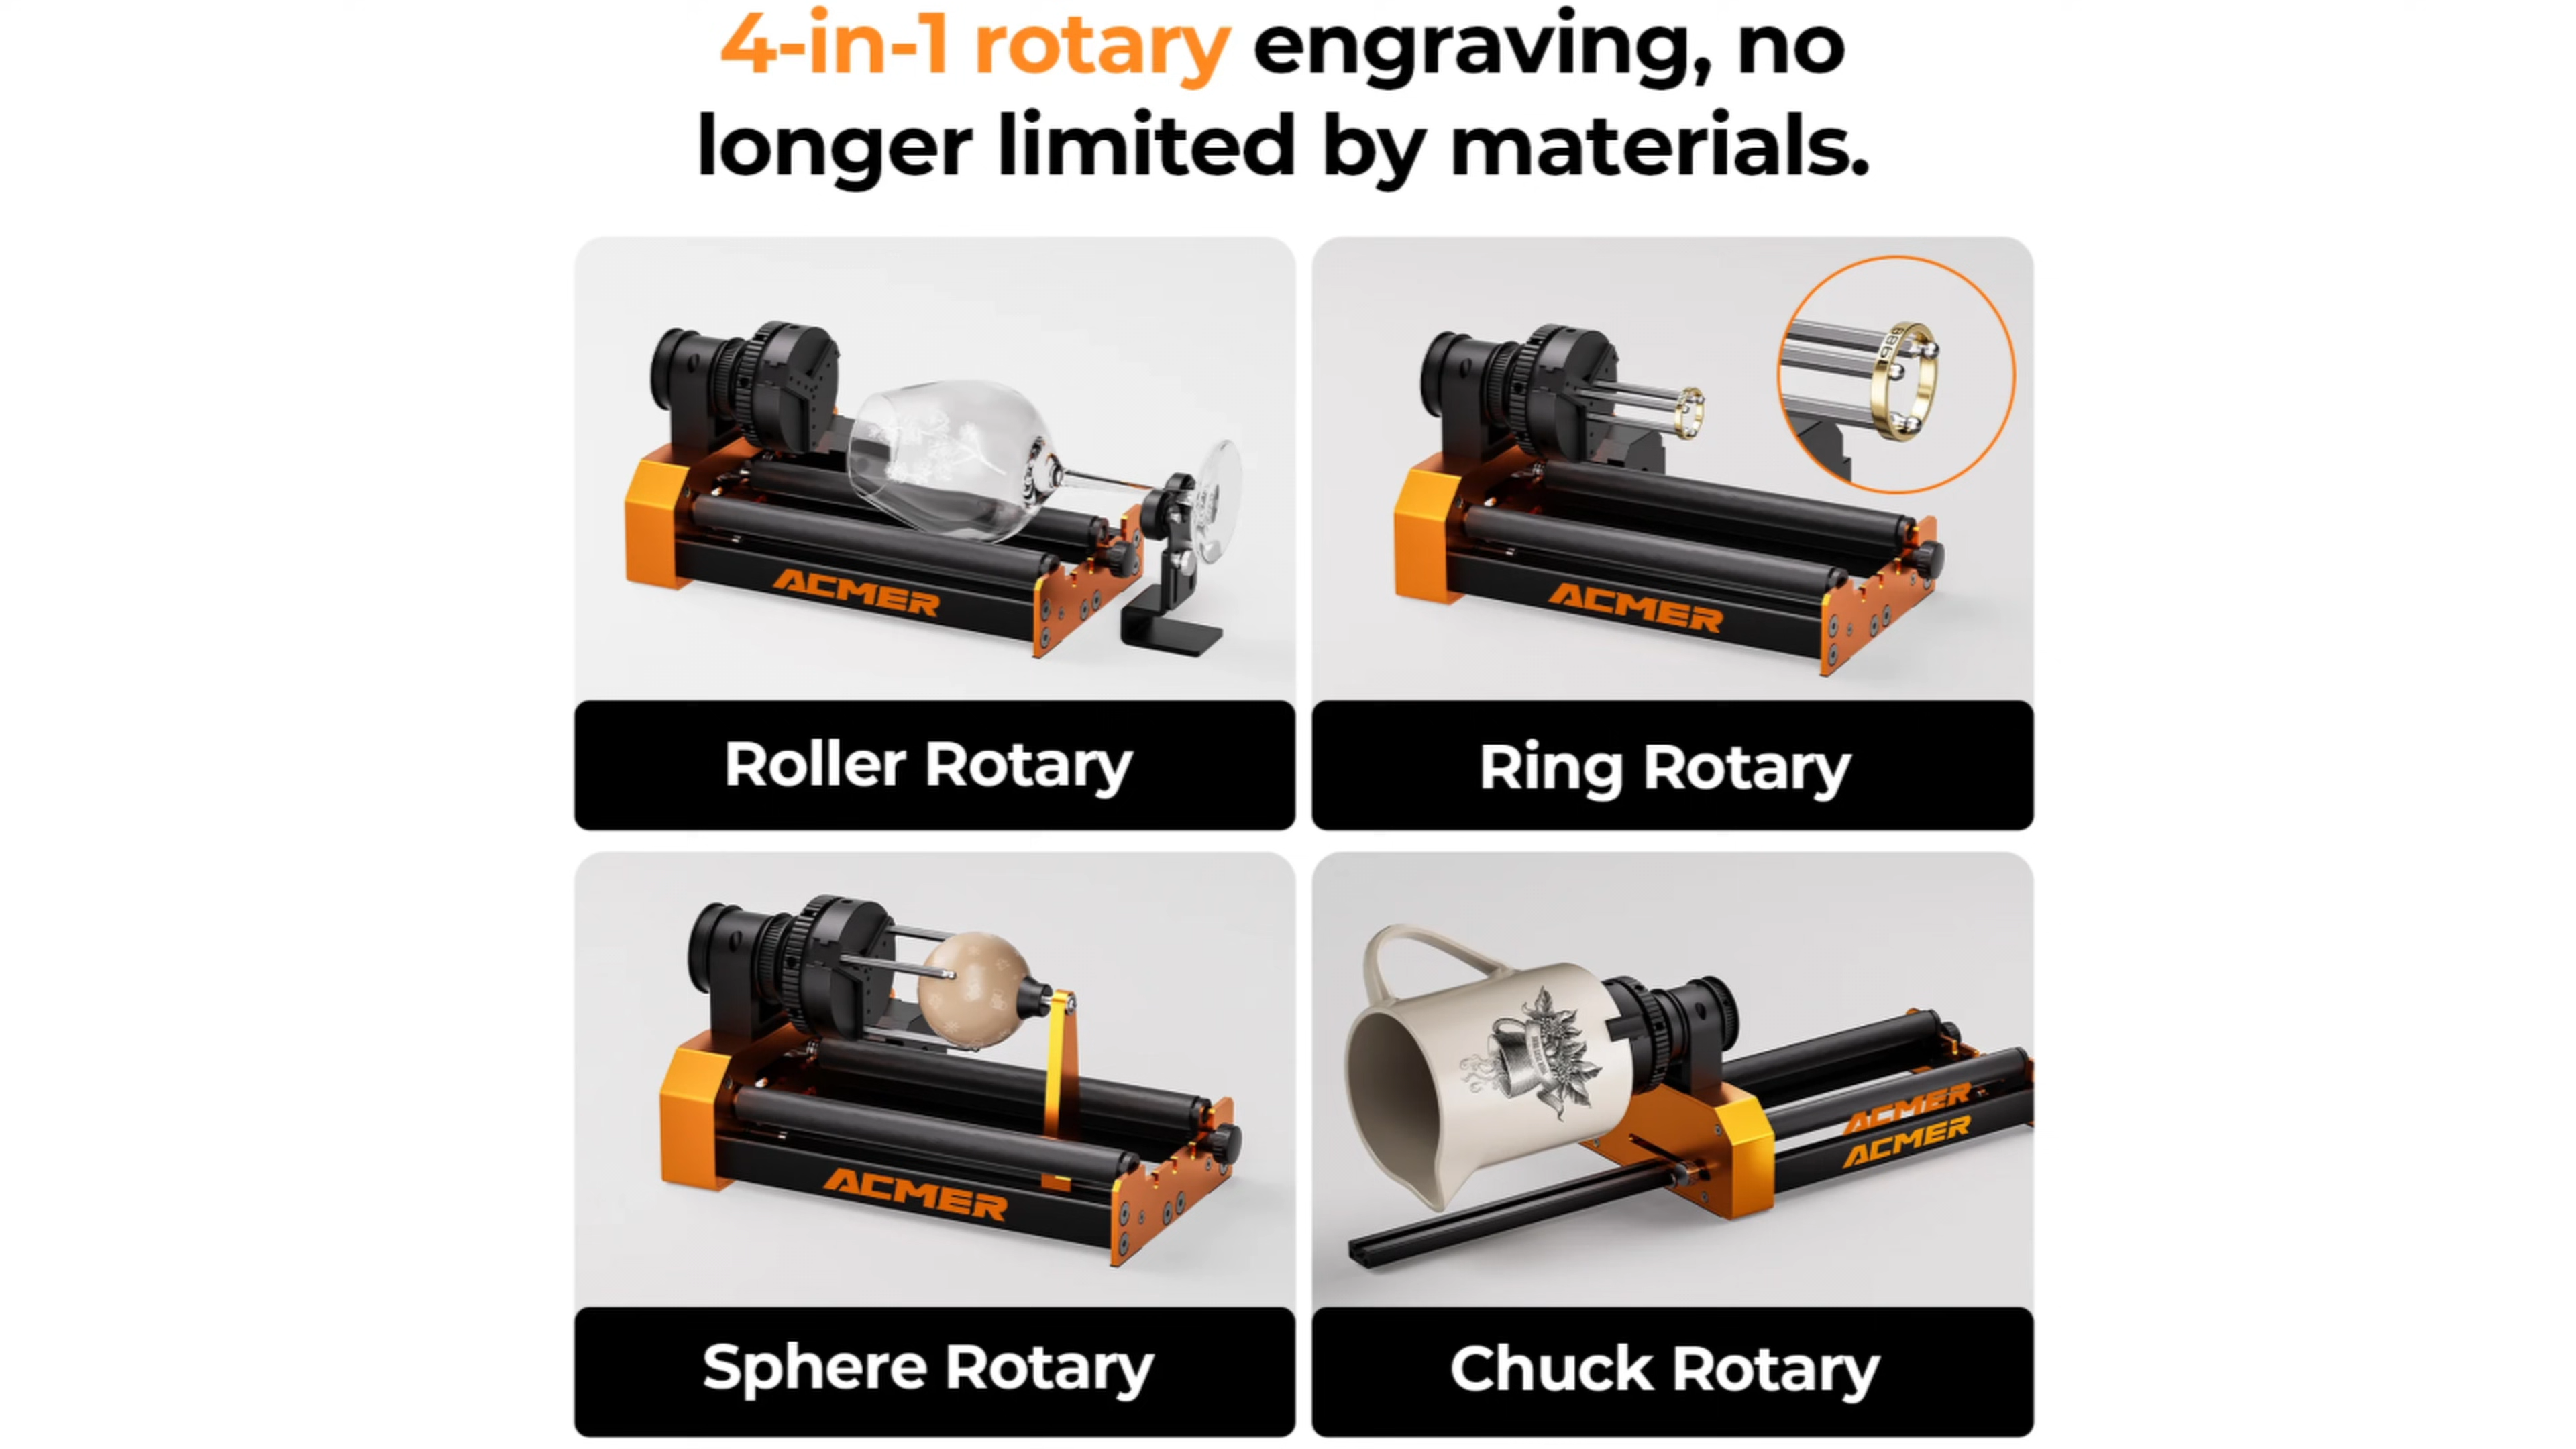 4-in-1 rotary engraving, no
longer limited by materials.
ACMER
Roller Rotary
ACMER
Ring Rotary
ACMER
Sphere Rotary
ACMER
ACMER
Chuck Rotary